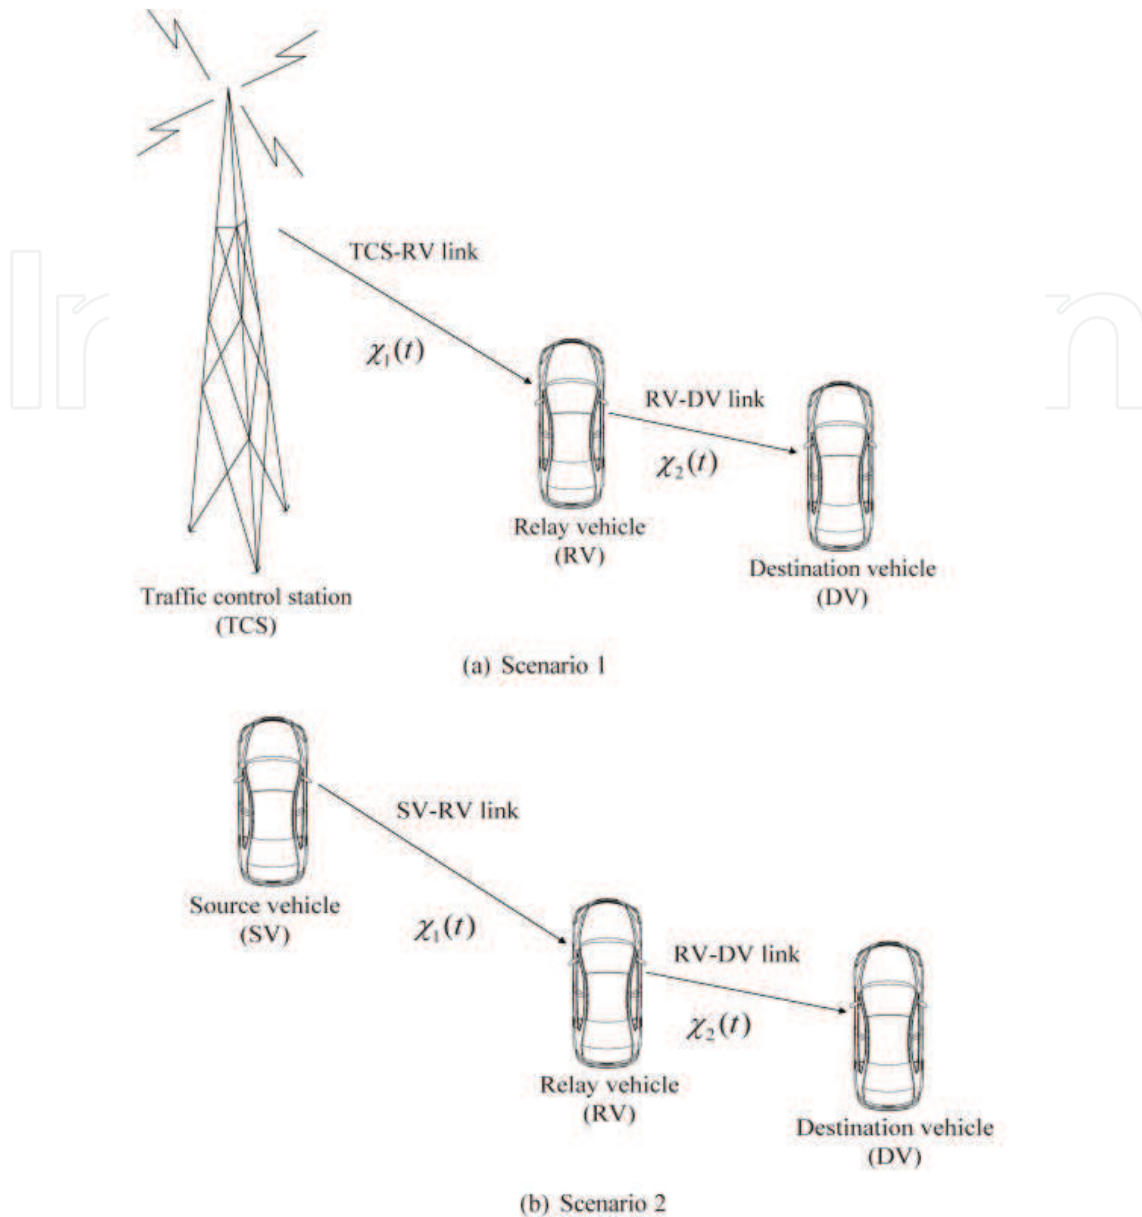 TCS-RV link
χ₁(t)
RV-DV link
χ₂(t)
Relay vehicle
(RV)
Destination vehicle
(DV)
Traffic control station
(TCS)
(a) Scenario 1
SV-RV link
Source vehicle
(SV)
χ₁(t)
RV-DV link
χ₂(t)
Relay vehicle
(RV)
Destination vehicle
(DV)
(b) Scenario 2